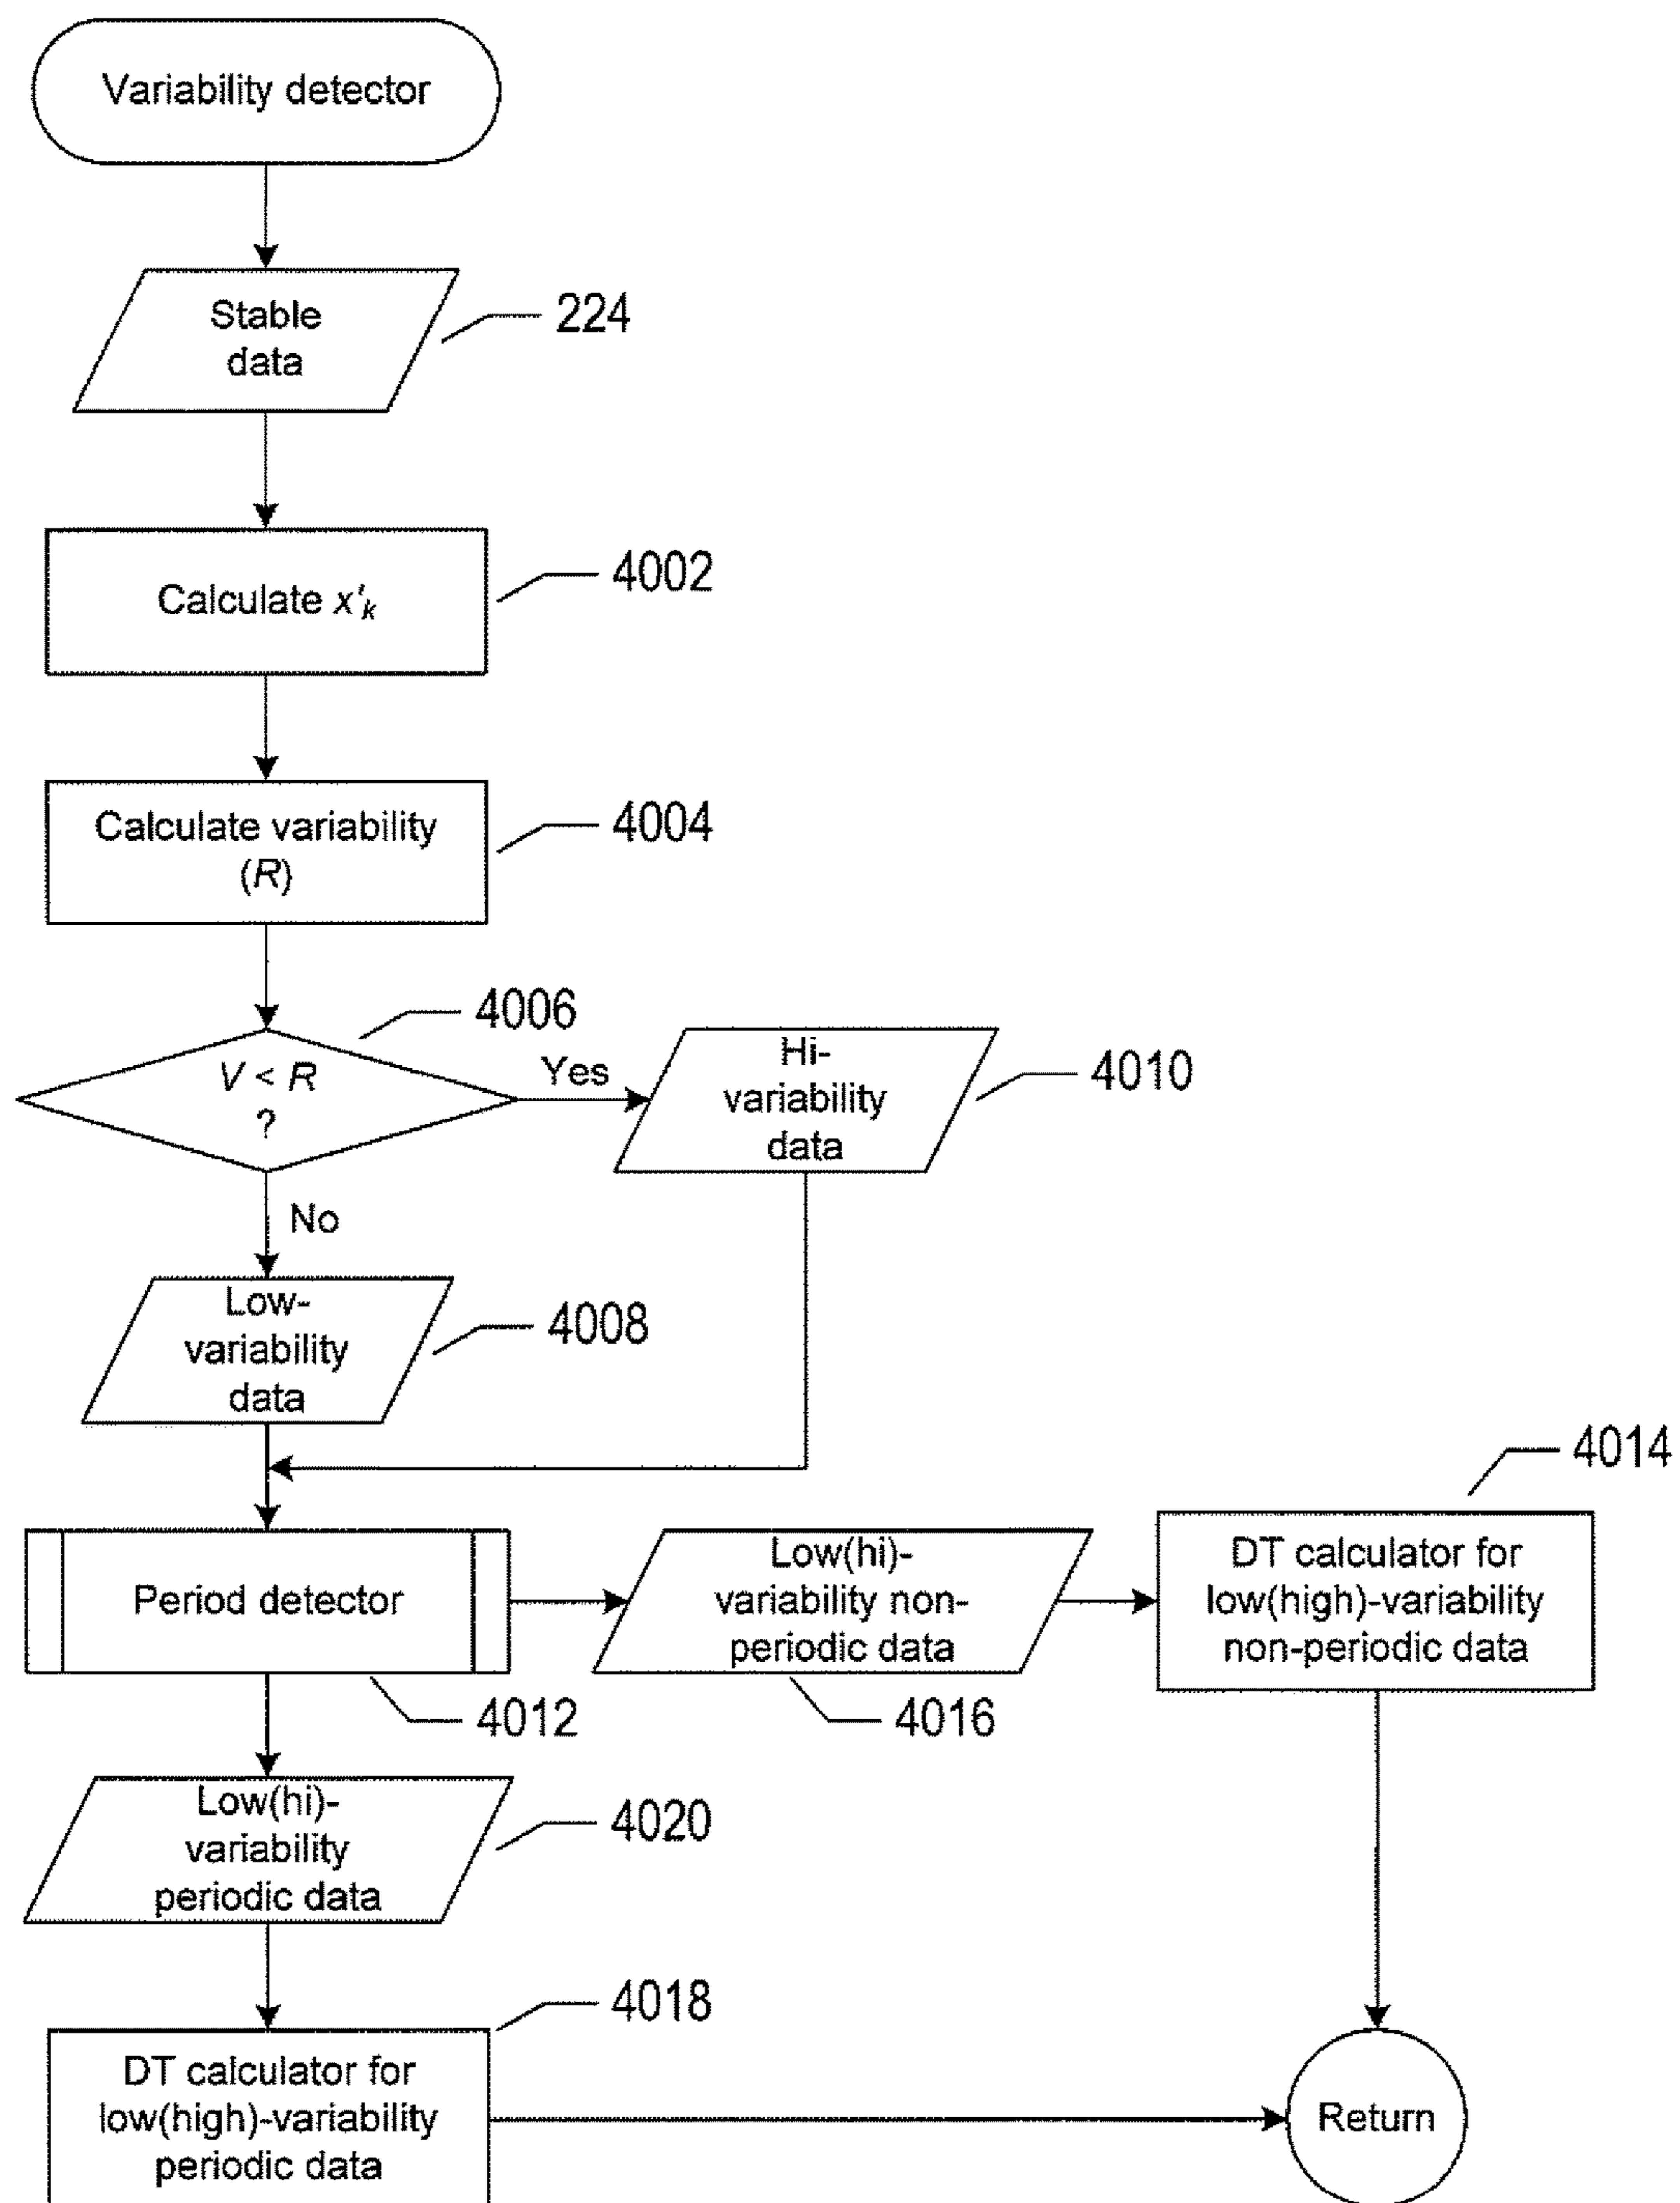 Variability detector
Stable
data
224
Calculate x'k
4002
Calculate variability
(R)
4004
4006
V < R
?
Yes
Hi-
variability
data
4010
No
Low-
variability
data
4008
4014
Period detector
4012
Low(hi)-
variability non-
periodic data
4016
DT calculator for
low(high)-variability
non-periodic data
Low(hi)-
variability
periodic data
4020
4018
DT calculator for
low(high)-variability
periodic data
Return